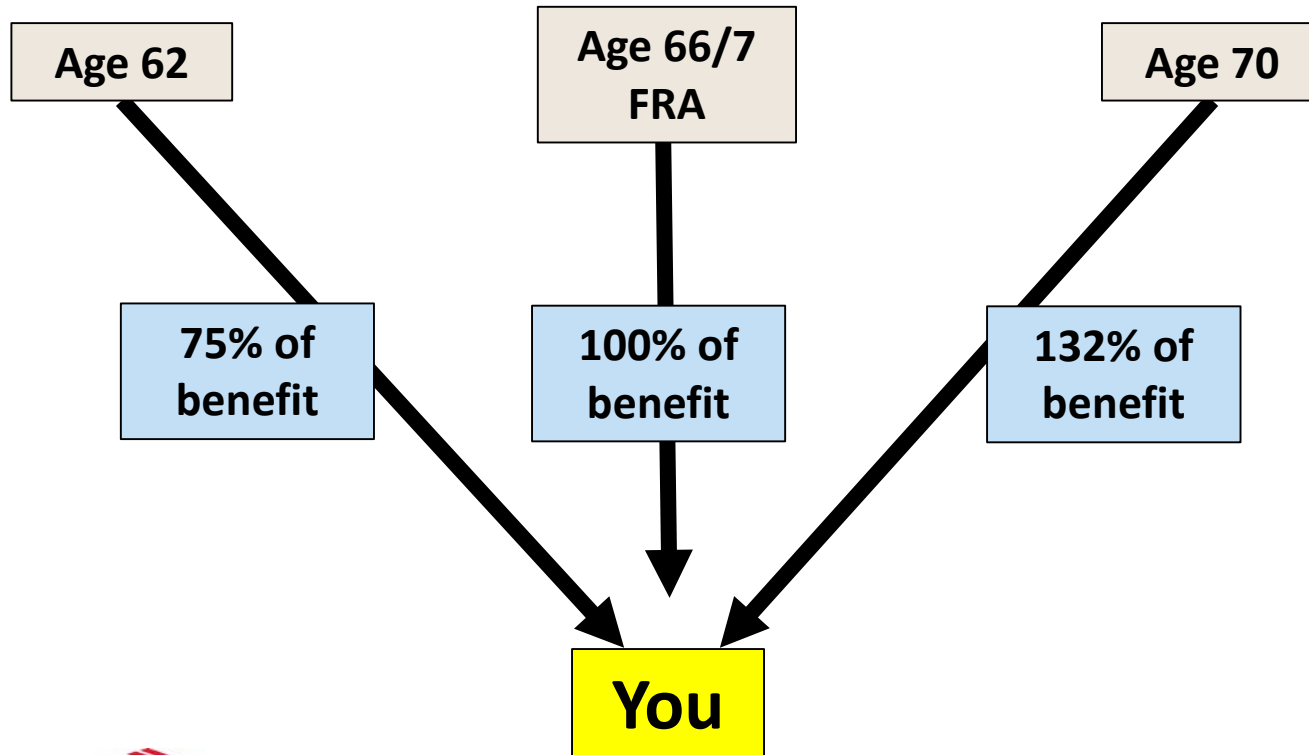 Age 62
Age 66/7
FRA
Age 70
75% of
benefit
100% of
benefit
132% of
benefit
You